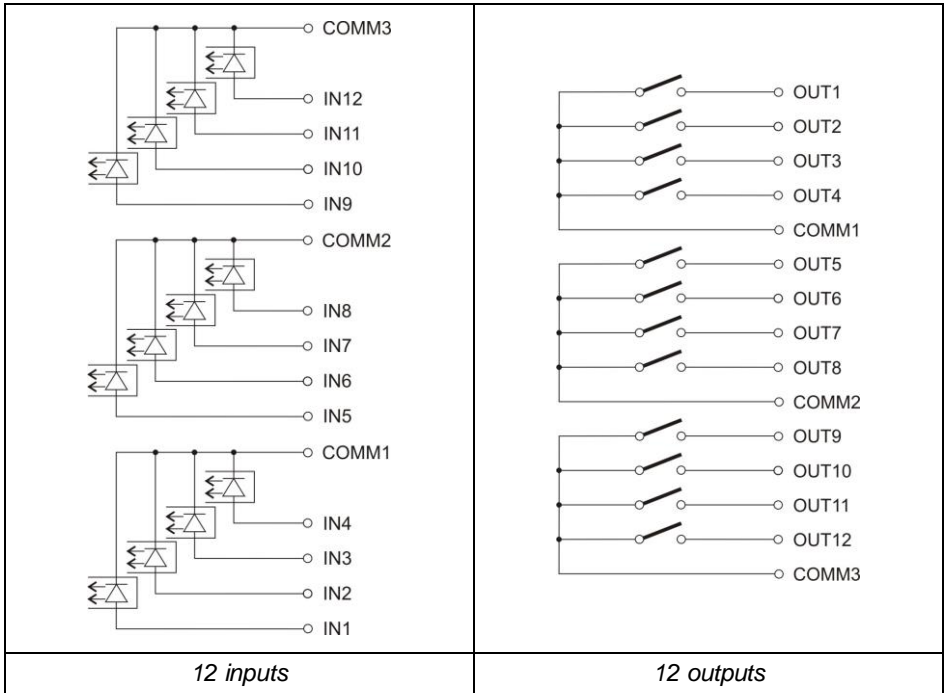 COMM3
IN12
IN11
IN10
IN9
COMM2
IN8
IN7
IN6
IN5
COMM1
IN4
IN3
IN2
IN1
12 inputs
OUT1
OUT2
OUT3
OUT4
COMM1
OUT5
OUT6
OUT7
OUT8
COMM2
OUT9
OUT10
OUT11
OUT12
COMM3
12 outputs